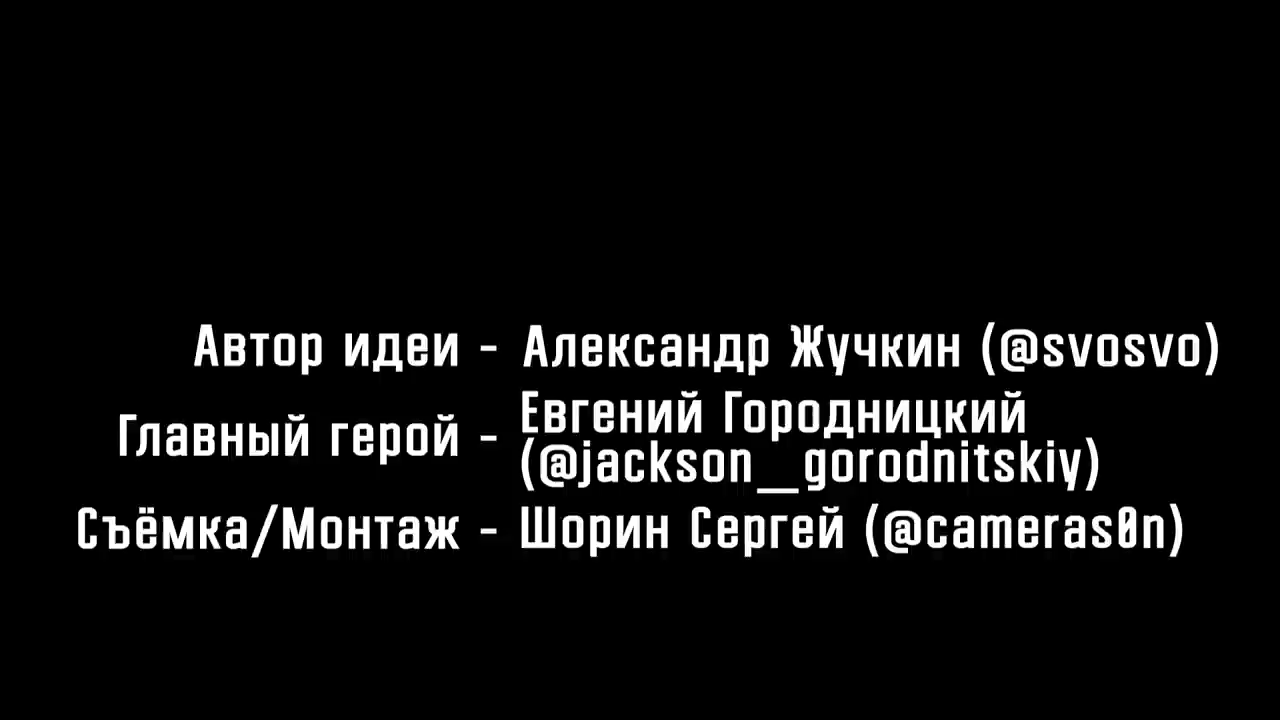 Автор идеи - Александр Жучкин (@svosvo)
Главный герой - Евгений Городницкий
(@jackson_gorodnitskiy)
Съёмка/Монтаж - Шорин Сергей (@cameras0n)